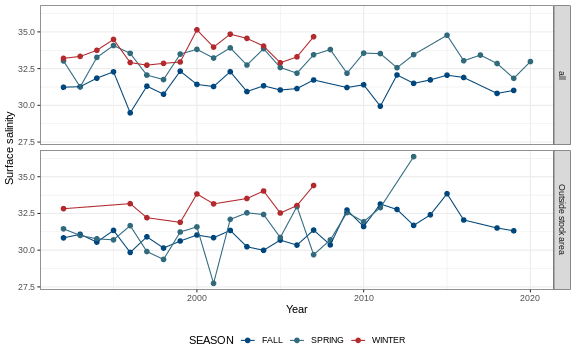 Surface salinity
35.0
32.5
30.0
27.5
all
35.0
32.5
30.0
27.5
Outside stock area
2000
2010
2020
Year
SEASON
FALL
SPRING
WINTER